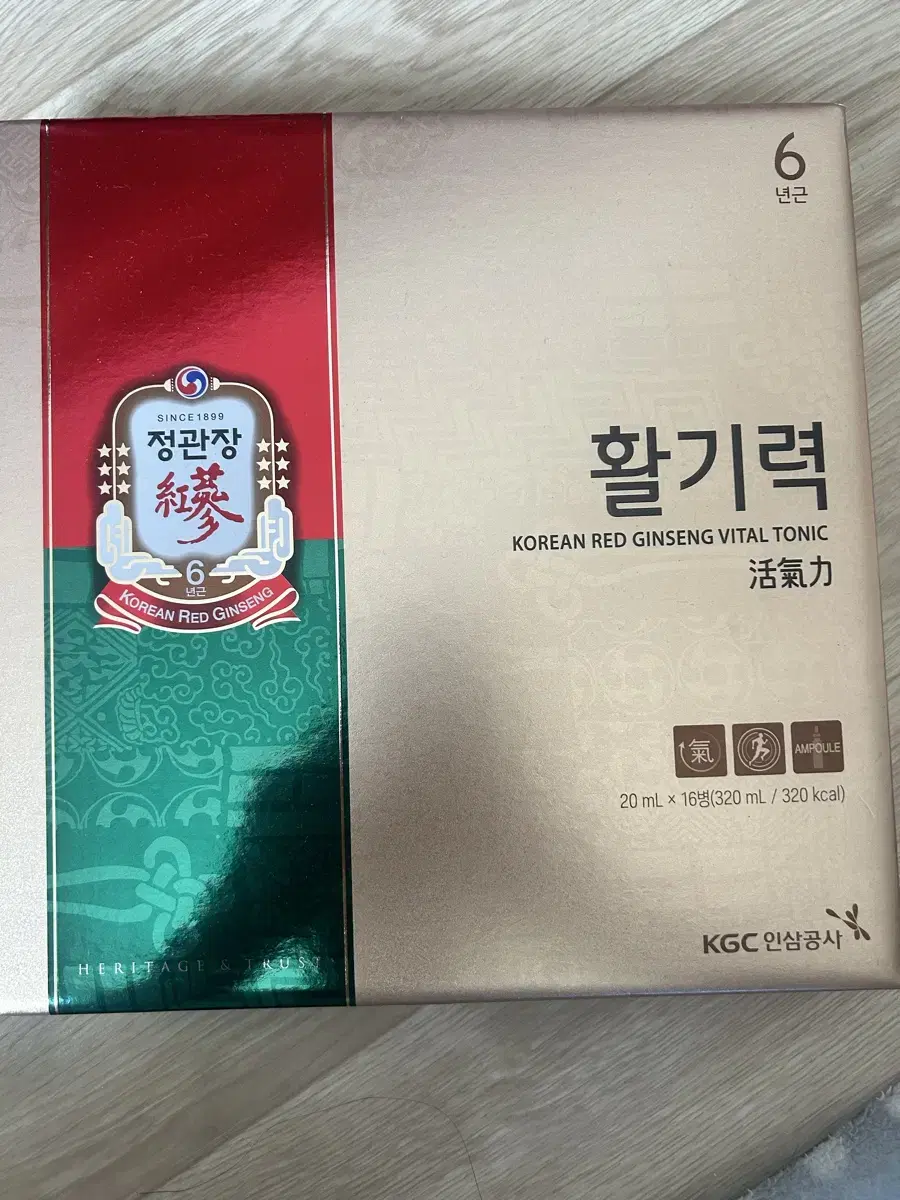 6
년근
SINCE 1899
정관장
紅蔘
6
년근
KOREAN RED GINSENG
활기력
KOREAN RED GINSENG VITAL TONIC
活氣力
氣
AMPOULE
20 mL × 16병(320 mL / 320 kcal)
KGC 인삼공사
HERITAGE & TRUST